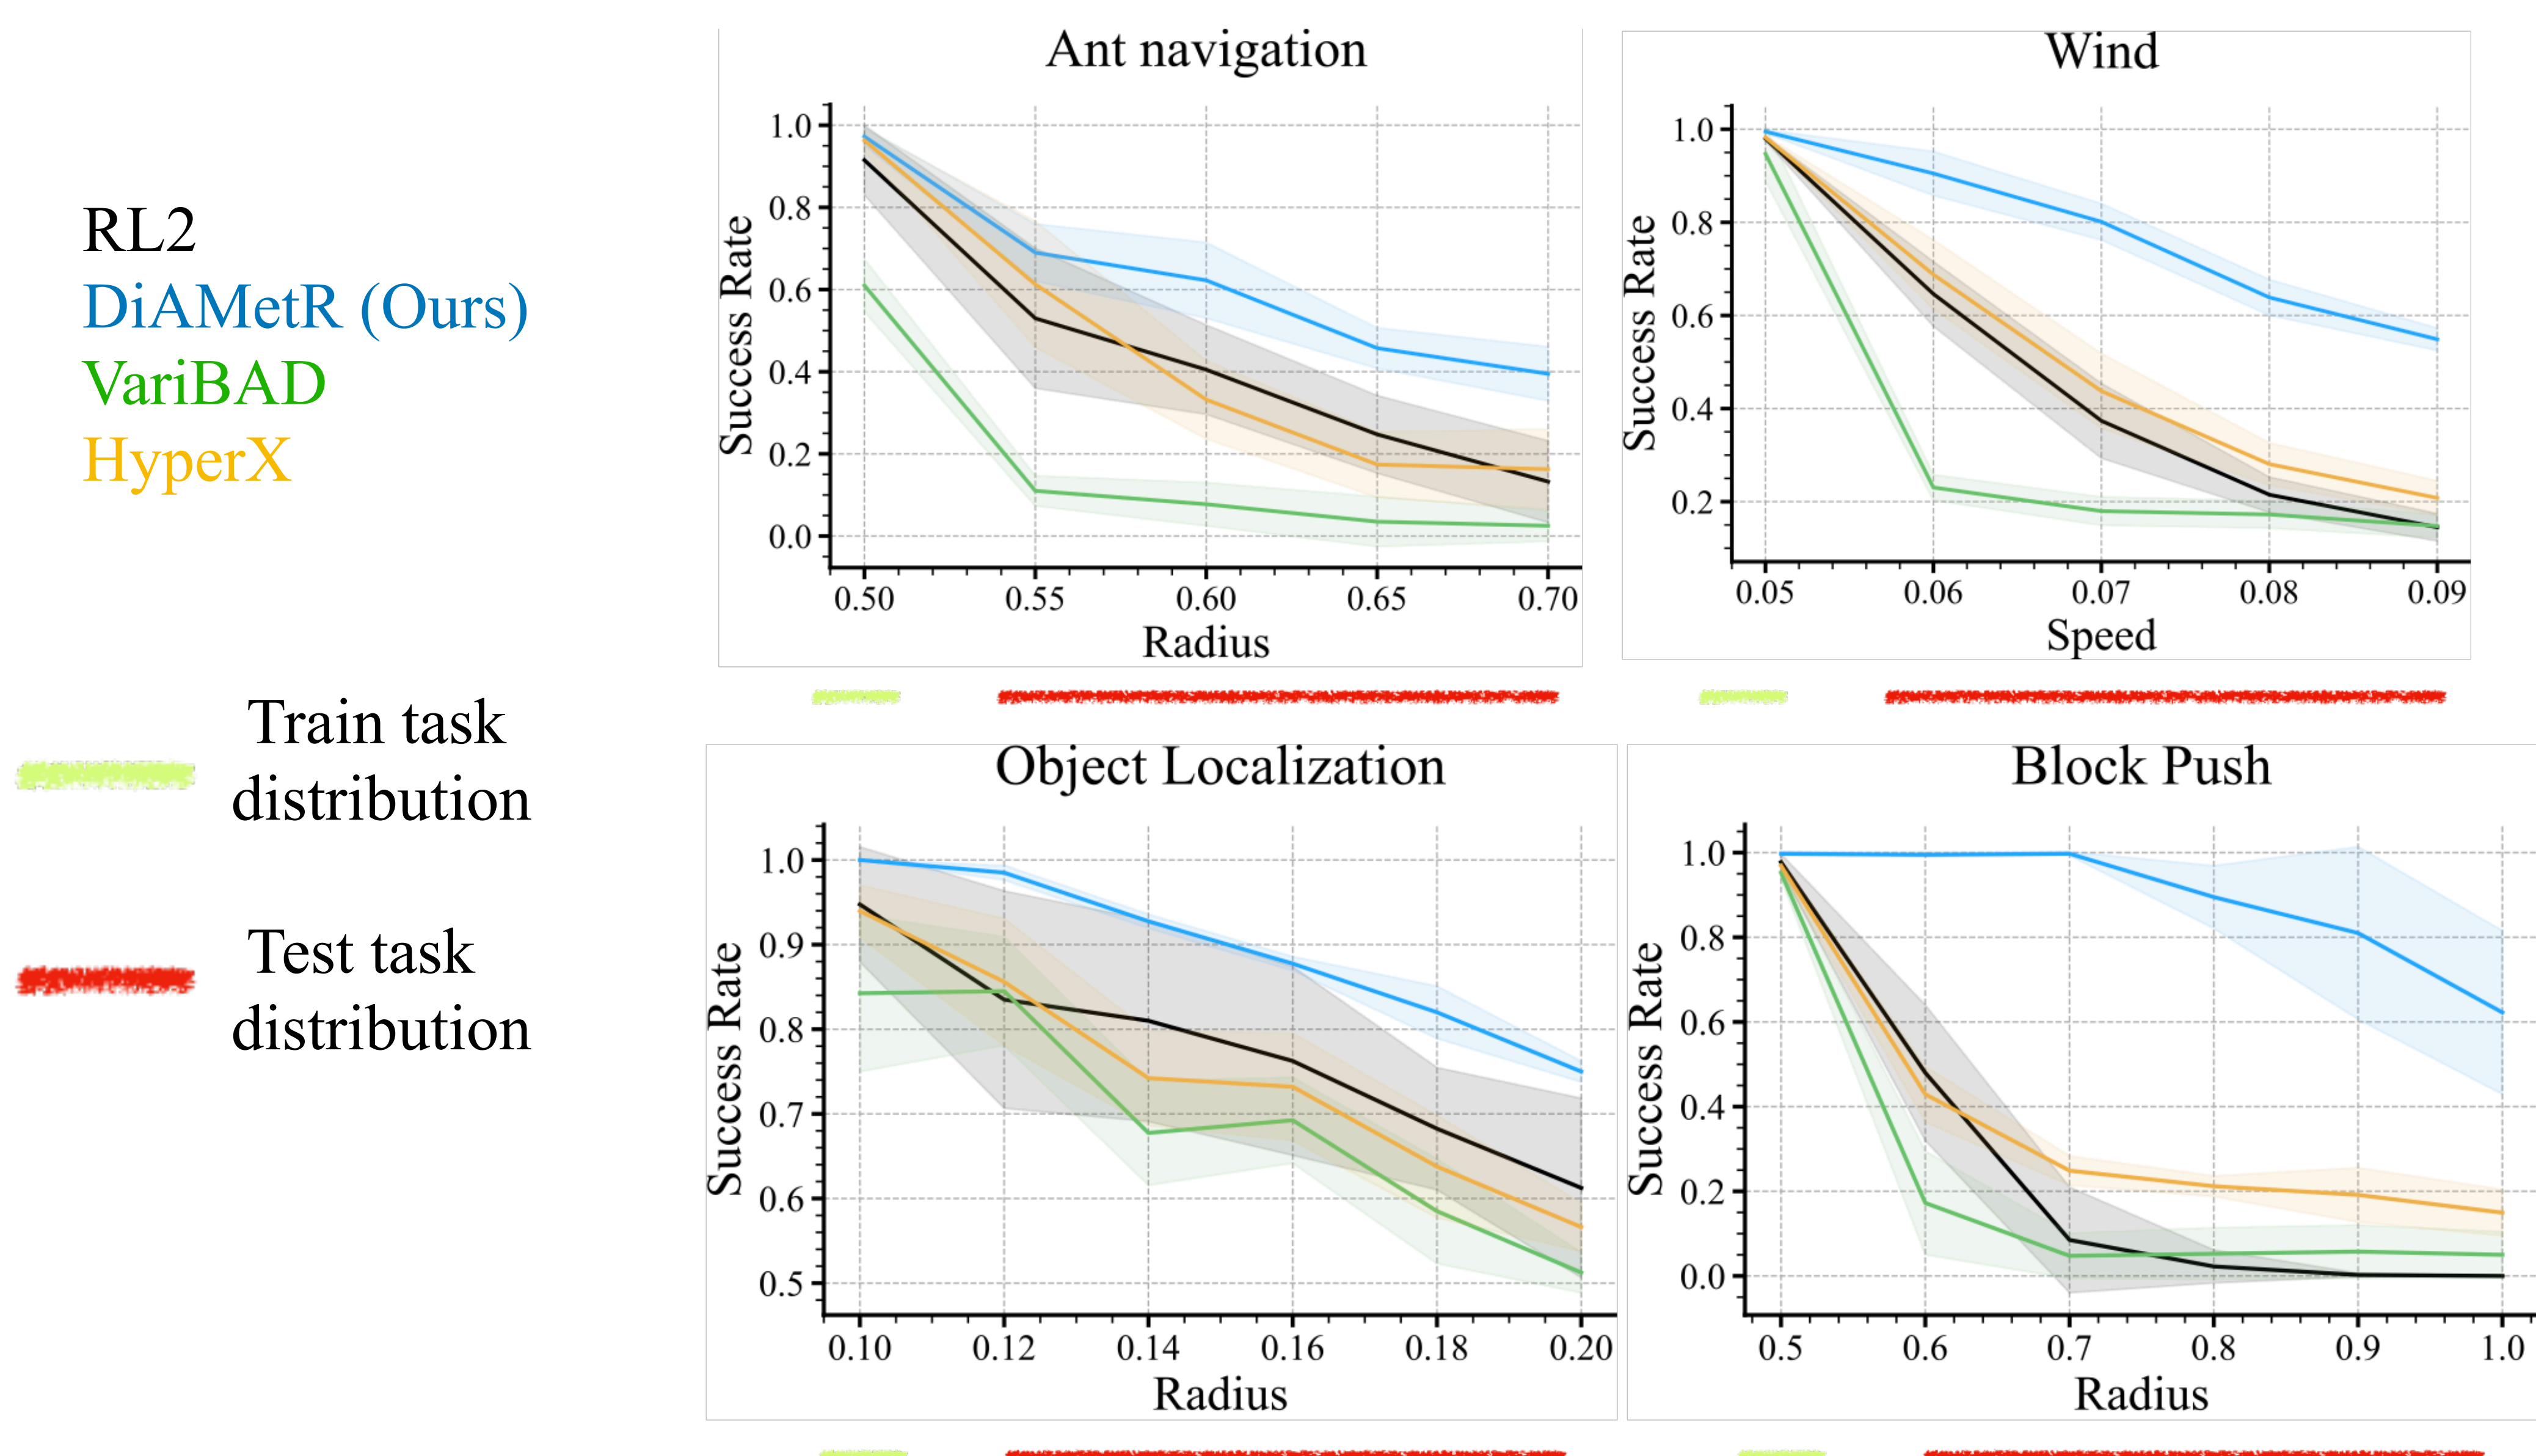 RL2
DiAMetR (Ours)
VariBAD
HyperX
Train task
distribution
Test task
distribution
Ant navigation
Success Rate
1.0
0.8
0.6
0.4
0.2
0.0
0.50 0.55 0.60 0.65 0.70
Radius
Wind
Success Rate
1.0
0.8
0.6
0.4
0.2
0.05 0.06 0.07 0.08 0.09
Speed
Object Localization
Success Rate
1.0
0.9
0.8
0.7
0.6
0.5
0.10 0.12 0.14 0.16 0.18 0.20
Radius
Block Push
Success Rate
1.0
0.8
0.6
0.4
0.2
0.0
0.5 0.6 0.7 0.8 0.9 1.0
Radius